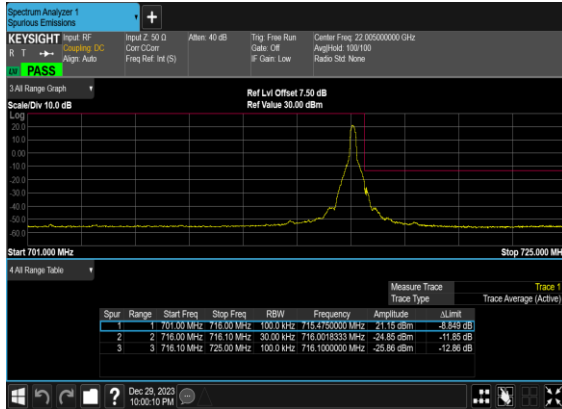 Spectrum Analyzer 1
Spurious Emissions
+
KEYSIGHT Input: RF Input Z: 50 Ω Atten: 40 dB Trig: Free Run Center Freq: 22.005000000 GHz
R T Coupling: DC Corr CCorr Gate: Off Avg|Hold: 100/100
Align: Auto Freq Ref: Int (S) IF Gain: Low Radio Std: None
LXI PASS
3 All Range Graph
Ref Lvl Offset 7.50 dB
Scale/Div 10.0 dB Ref Value 30.00 dBm
Log
20.0
10.0
0.00
-10.0
-20.0
-30.0
-40.0
-50.0
-60.0
Start 701.000 MHz Stop 725.000 MH
4 All Range Table
Measure Trace Trace 1
Trace Type Trace Average (Active)
Spur Range Start Freq Stop Freq RBW Frequency Amplitude ΔLimit
1 1 701.00 MHz 716.00 MHz 100.0 kHz 715.4750000 MHz 21.15 dBm -8.849 dB
2 2 716.00 MHz 716.10 MHz 30.00 kHz 716.0018333 MHz -24.85 dBm -11.85 dB
3 3 716.10 MHz 725.00 MHz 100.0 kHz 716.1000000 MHz -25.86 dBm -12.86 dB
? Dec 29, 2023
10:00:10 PM